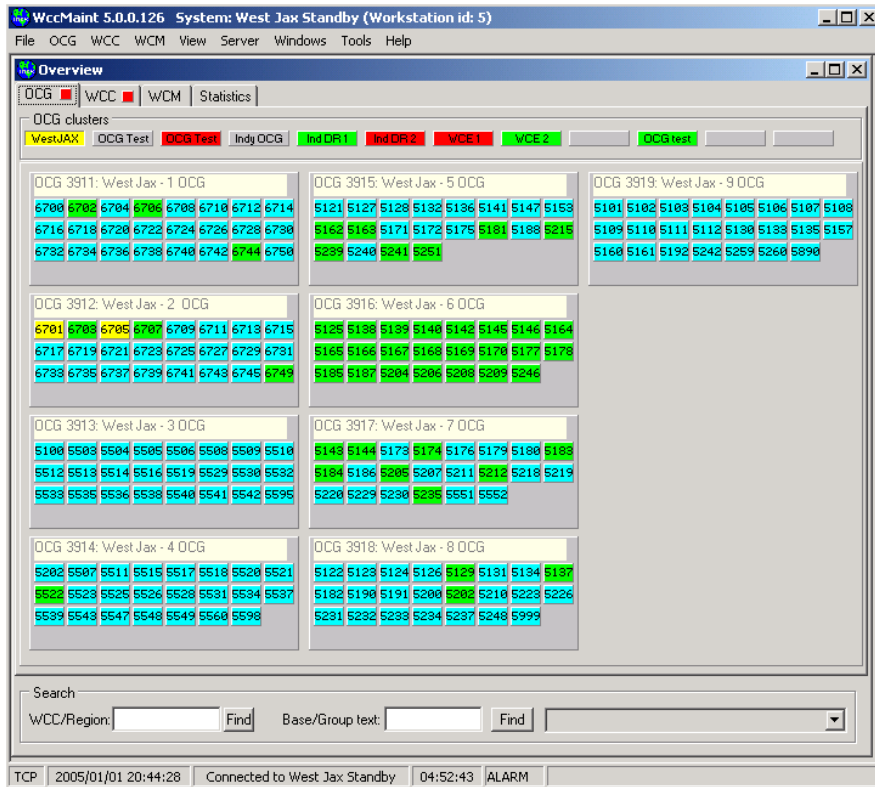 WccMaint 5.0.0.126 System: West Jax Standby (Workstation id: 5)
File OCG WCC WCM View Server Windows Tools Help
Overview
OCG WCC WCM Statistics
OCG clusters
WestJAX OCG Test OCG Test Indy OCG Ind DR 1 Ind DR 2 WCE 1 WCE 2 OCG test
OCG 3911: West Jax - 1 OCG
6700 6702 6704 6706 6708 6710 6712 6714
6716 6718 6720 6722 6724 6726 6728 6730
6732 6734 6736 6738 6740 6742 6744 6750
OCG 3912: West Jax - 2 OCG
6701 6703 6705 6707 6709 6711 6713 6715
6717 6719 6721 6723 6725 6727 6729 6731
6733 6735 6737 6739 6741 6743 6745 6749
OCG 3913: West Jax - 3 OCG
5100 5503 5504 5505 5506 5508 5509 5510
5512 5513 5514 5516 5519 5529 5530 5532
5533 5535 5536 5538 5540 5541 5542 5595
OCG 3914: West Jax - 4 OCG
5202 5507 5511 5515 5517 5518 5520 5521
5522 5523 5525 5526 5528 5531 5534 5537
5539 5543 5547 5548 5549 5560 5598
OCG 3915: West Jax - 5 OCG
5121 5127 5128 5132 5136 5141 5147 5153
5162 5163 5171 5172 5175 5181 5188 5215
5239 5240 5241 5251
OCG 3916: West Jax - 6 OCG
5125 5138 5139 5140 5142 5145 5146 5164
5165 5166 5167 5168 5169 5170 5177 5178
5185 5187 5204 5206 5208 5209 5246
OCG 3917: West Jax - 7 OCG
5143 5144 5173 5174 5176 5179 5180 5183
5184 5186 5205 5207 5211 5212 5218 5219
5220 5229 5230 5235 5551 5552
OCG 3918: West Jax - 8 OCG
5122 5123 5124 5126 5129 5131 5134 5137
5182 5190 5191 5200 5202 5210 5223 5226
5231 5232 5233 5234 5237 5248 5999
OCG 3919: West Jax - 9 OCG
5101 5102 5103 5104 5105 5106 5107 5108
5109 5110 5111 5112 5130 5133 5135 5157
5160 5161 5192 5242 5259 5260 5890
Search
WCC/Region: Find Base/Group text: Find
TCP 2005/01/01 20:44:28 Connected to West Jax Standby 04:52:43 ALARM